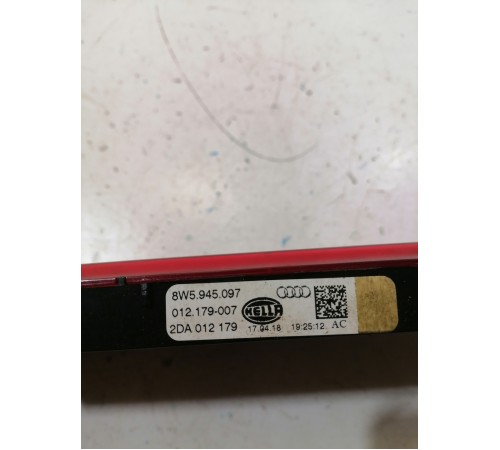 8W5.945.097
012.179-007
2DA 012 179
HELLA
17.04.18 19:25:12 AC